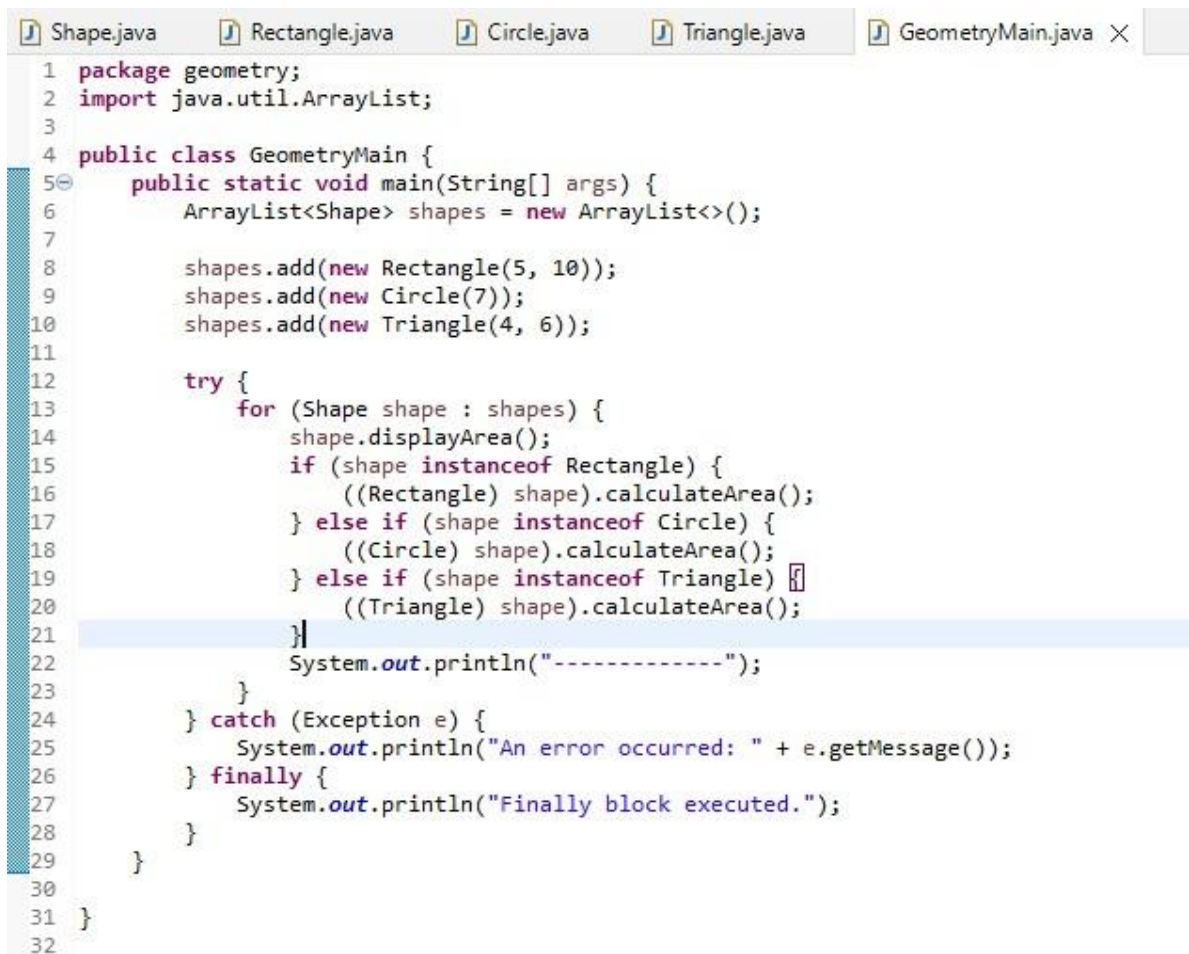 Shape.java Rectangle.java Circle.java Triangle.java GeometryMain.java
1 package geometry;
2 import java.util.ArrayList;
3
4 public class GeometryMain {
5 public static void main(String[] args) {
6 ArrayList<Shape> shapes = new ArrayList<>();
7
8 shapes.add(new Rectangle(5, 10));
9 shapes.add(new Circle(7));
10 shapes.add(new Triangle(4, 6));
11
12 try {
13 for (Shape shape : shapes) {
14 shape.displayArea();
15 if (shape instanceof Rectangle) {
16 ((Rectangle) shape).calculateArea();
17 } else if (shape instanceof Circle) {
18 ((Circle) shape).calculateArea();
19 } else if (shape instanceof Triangle) {
20 ((Triangle) shape).calculateArea();
21 }
22 System.out.println("-------------");
23 }
24 } catch (Exception e) {
25 System.out.println("An error occurred: " + e.getMessage());
26 } finally {
27 System.out.println("Finally block executed.");
28 }
29 }
30
31 }
32